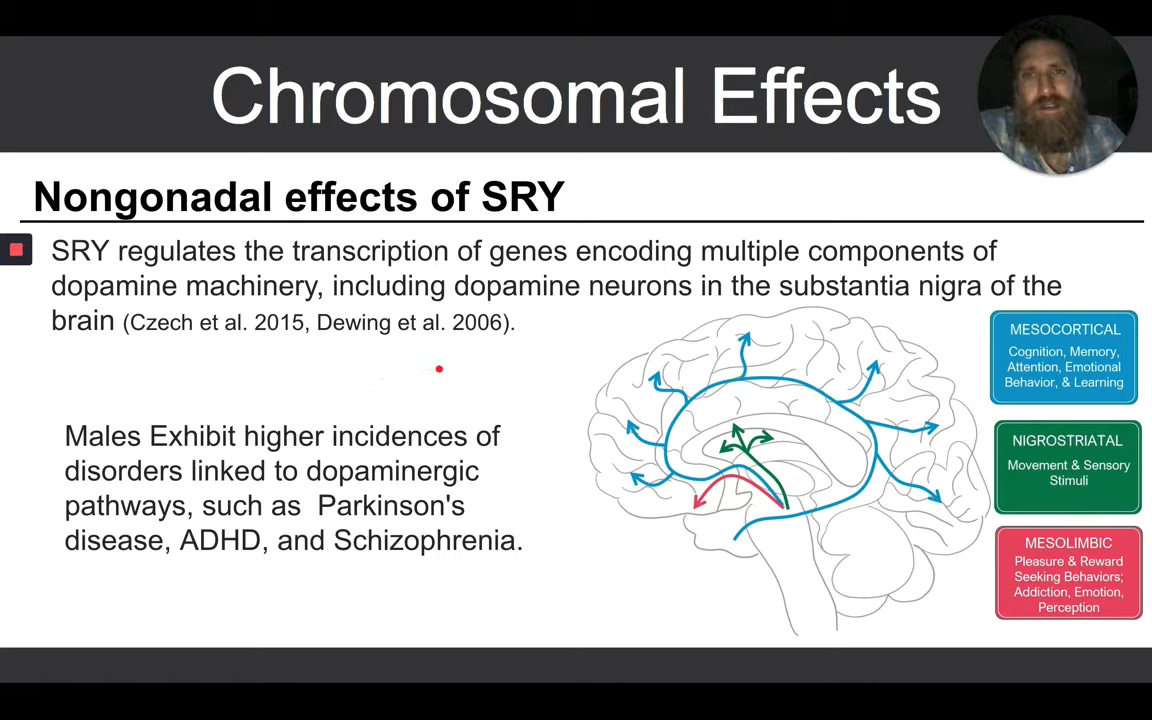 Chromosomal Effects
Nongonadal effects of SRY
SRY regulates the transcription of genes encoding multiple components of
dopamine machinery, including dopamine neurons in the substantia nigra of the
brain (Czech et al. 2015, Dewing et al. 2006).
Males Exhibit higher incidences of
disorders linked to dopaminergic
pathways, such as  Parkinson's
disease, ADHD, and Schizophrenia.
MESOCORTICAL
Cognition, Memory,
Attention, Emotional
Behavior, & Learning
NIGROSTRIATAL
Movement & Sensory
Stimuli
MESOLIMBIC
Pleasure & Reward
Seeking Behaviors;
Addiction, Emotion,
Perception